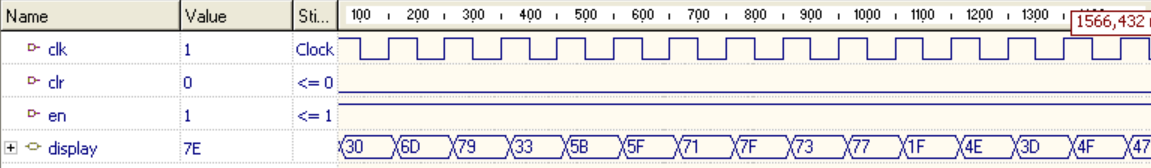 Name Value Sti... 100 200 300 400 500 600 700 800 900 1000 1100 1200 1300
1566,432
clk 1 Clock
clr 0 <= 0
en 1 <= 1
display 7E 30 6D 79 33 5B 5F 71 7F 73 77 1F 4E 3D 4F 47